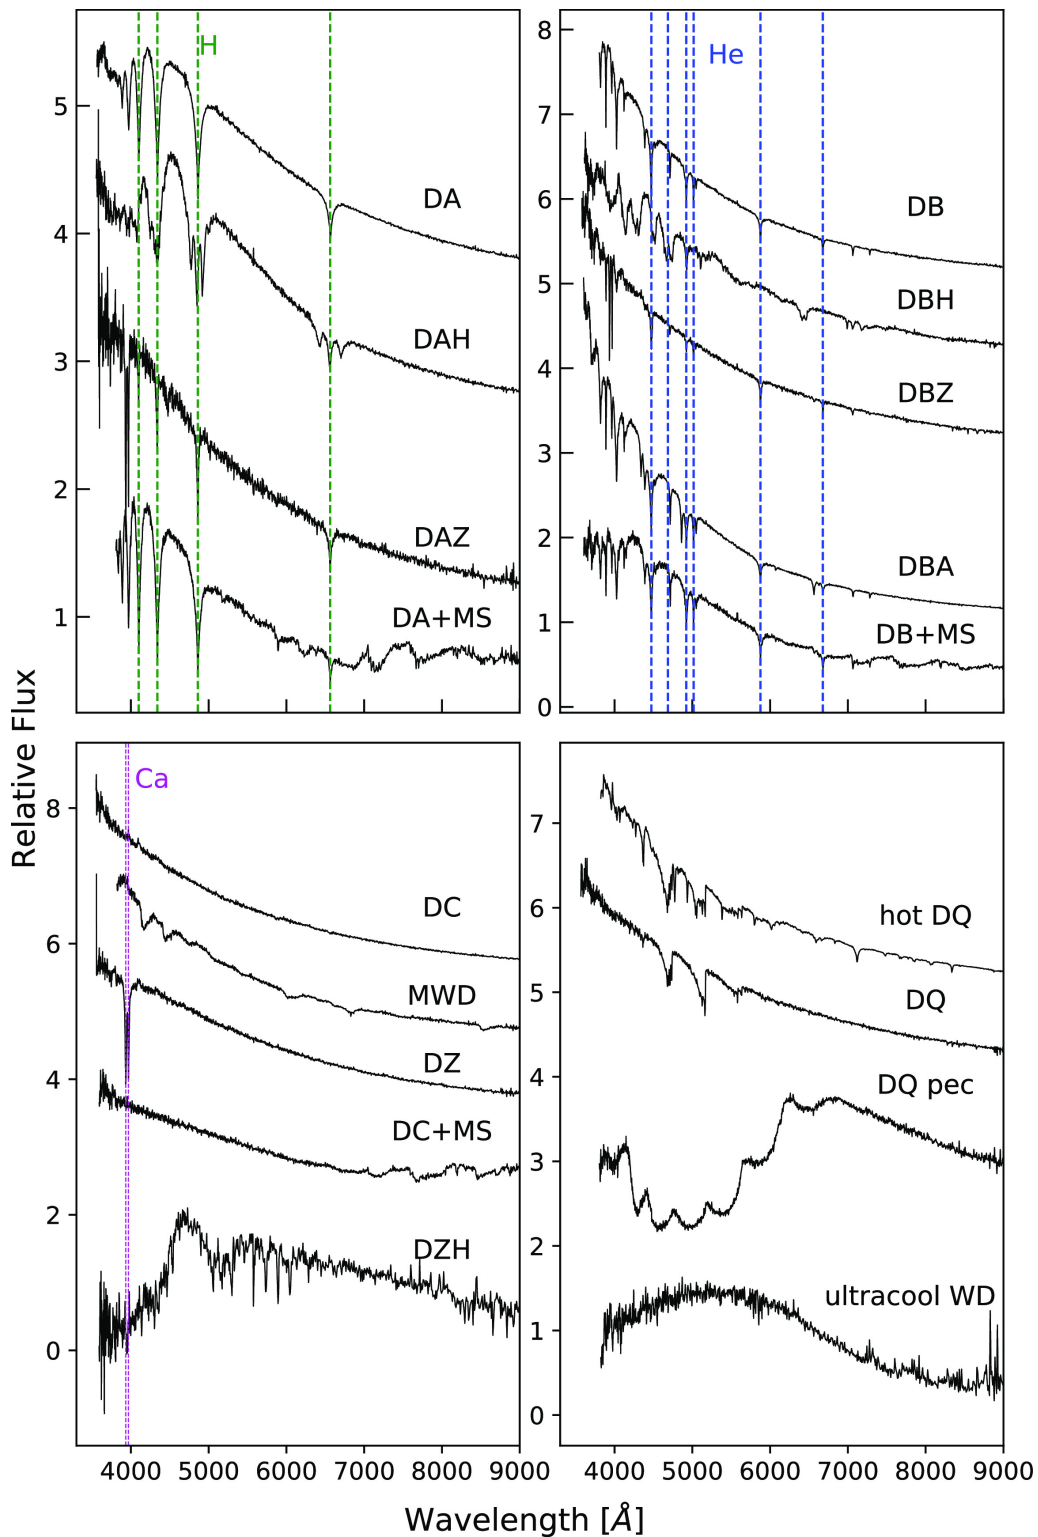 H
5
DA
4
DAH
3
2
DAZ
DA+MS
1
8
He
7
6
DB
DBH
5
4
DBZ
3
2
DBA
1
DB+MS
0
Relative Flux
Ca
8
DC
6
MWD
DZ
4
DC+MS
2
DZH
0
4000 5000 6000 7000 8000 9000
7
6
hot DQ
5
DQ
4
DQ pec
3
2
ultracool WD
1
0
4000 5000 6000 7000 8000 9000
Wavelength [Å]